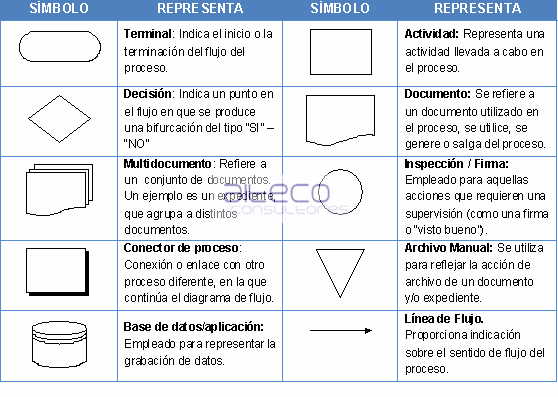 SÍMBOLO REPRESENTA SÍMBOLO REPRESENTA
Terminal: Indica el inicio o la
terminación del flujo del
proceso.
Actividad: Representa una
actividad llevada a cabo en
el proceso.
Decisión: Indica un punto en
el flujo en que se produce
una bifurcación del tipo "SI" –
"NO"
Documento: Se refiere a
un documento utilizado en
el proceso, se utilice, se
genere o salga del proceso.
Multidocumento: Refiere a
un conjunto de documentos.
Un ejemplo es un expediente,
que agrupa a distintos
documentos.
Inspección / Firma:
Empleado para aquellas
acciones que requieren una
supervisión (como una firma
o "visto bueno").
aiteco
consultores
Conector de proceso:
Conexión o enlace con otro
proceso diferente, en la que
continúa el diagrama de flujo.
Archivo Manual: Se utiliza
para reflejar la acción de
archivo de un documento
y/o expediente.
Base de datos/aplicación:
Empleado para representar la
grabación de datos.
Línea de Flujo.
Proporciona indicación
sobre el sentido de flujo del
proceso.